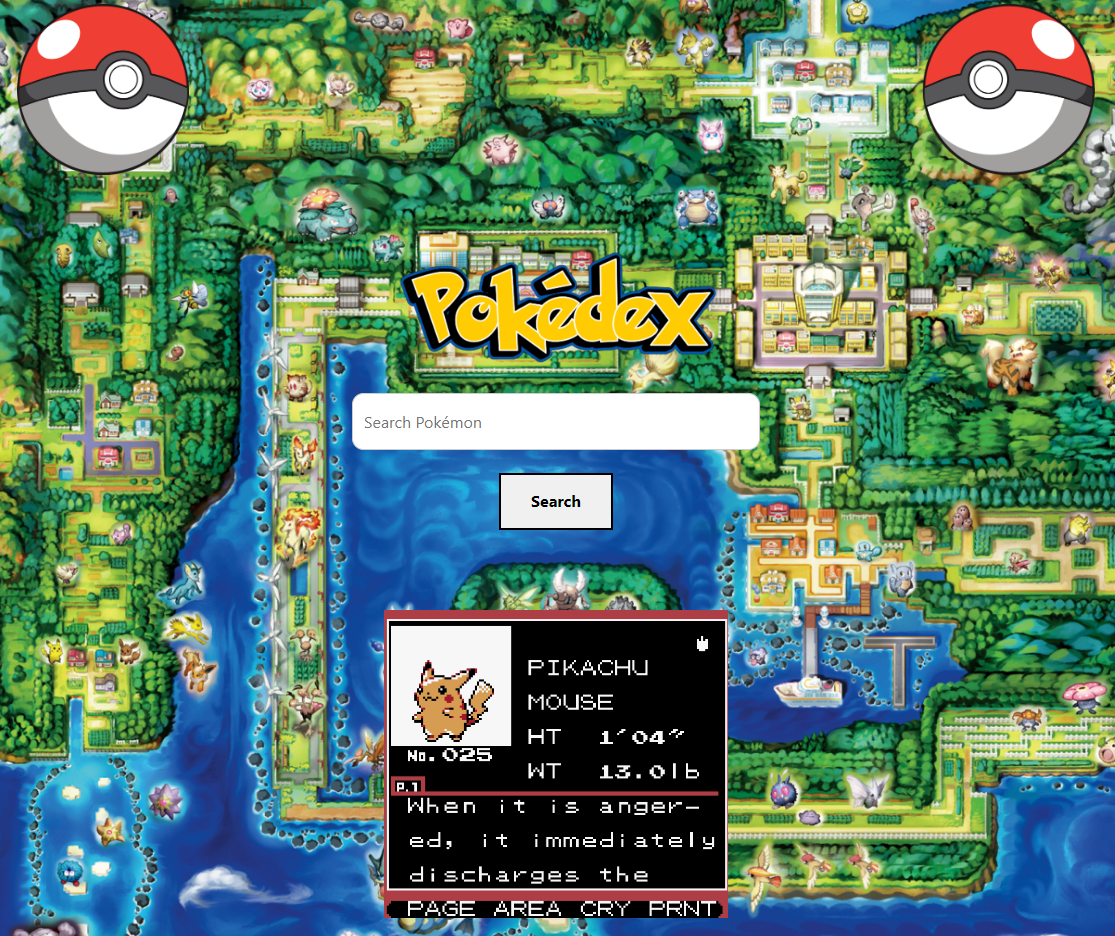 Pokédex
Search Pokémon
Search
PIKACHU
MOUSE
HT 1'04"
WT 13.0lb
No.025
P.1
When it is anger-
ed, it immediately
discharges the
PAGE AREA CRY PRNT